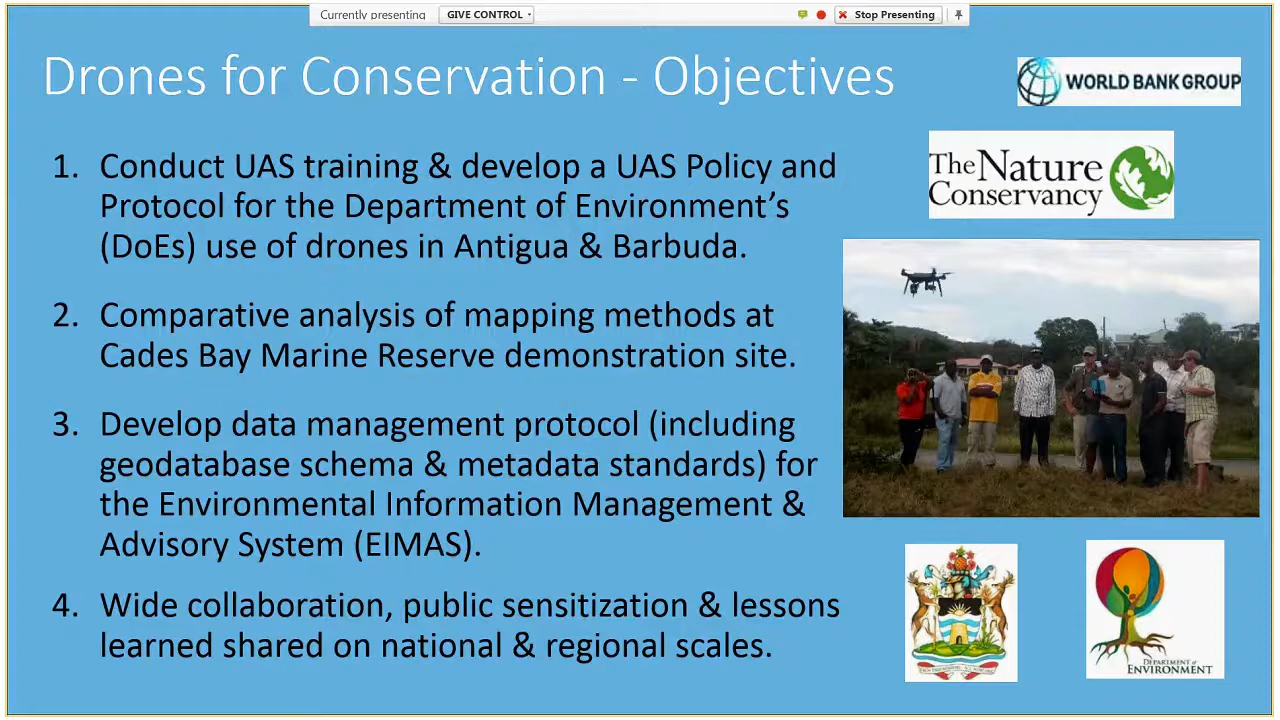 Currently presenting
GIVE CONTROL
Stop Presenting
Drones for Conservation - Objectives
WORLD BANK GROUP
The Nature
Conservancy
1. Conduct UAS training & develop a UAS Policy and
Protocol for the Department of Environment’s
(DoEs) use of drones in Antigua & Barbuda.
2. Comparative analysis of mapping methods at
Cades Bay Marine Reserve demonstration site.
3. Develop data management protocol (including
geodatabase schema & metadata standards) for
the Environmental Information Management &
Advisory System (EIMAS).
4. Wide collaboration, public sensitization & lessons
learned shared on national & regional scales.
DEPARTMENT of
ENVIRONMENT